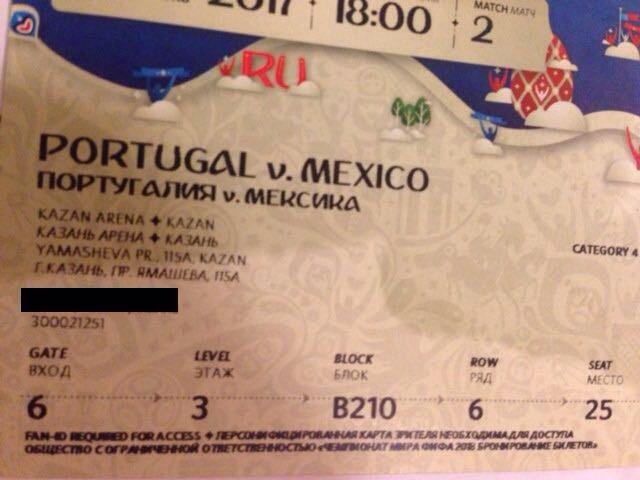 2017 18:00 MATCH МАТЧ
2
RU
PORTUGAL v. MEXICO
ПОРТУГАЛИЯ v. МЕКСИКА
KAZAN ARENA ✦ KAZAN
КАЗАНЬ АРЕНА ✦ КАЗАНЬ
YAMASHEVA PR., 115A, KAZAN
Г.КАЗАНЬ, ПР. ЯМАШЕВА, 115А
CATEGORY 4
300021251
GATE LEVEL BLOCK ROW SEAT
ВХОД ЭТАЖ БЛОК РЯД МЕСТО
6 3 B210 6 25
FAN-ID REQUIRED FOR ACCESS ✦ ПЕРСОНИФИЦИРОВАННАЯ КАРТА ЗРИТЕЛЯ НЕОБХОДИМА ДЛЯ ДОСТУПА
ОБЩЕСТВО С ОГРАНИЧЕННОЙ ОТВЕТСТВЕННОСТЬЮ «ЧЕМПИОНАТ МИРА ФИФА 2018 БРОНИРОВАНИЕ БИЛЕТОВ»